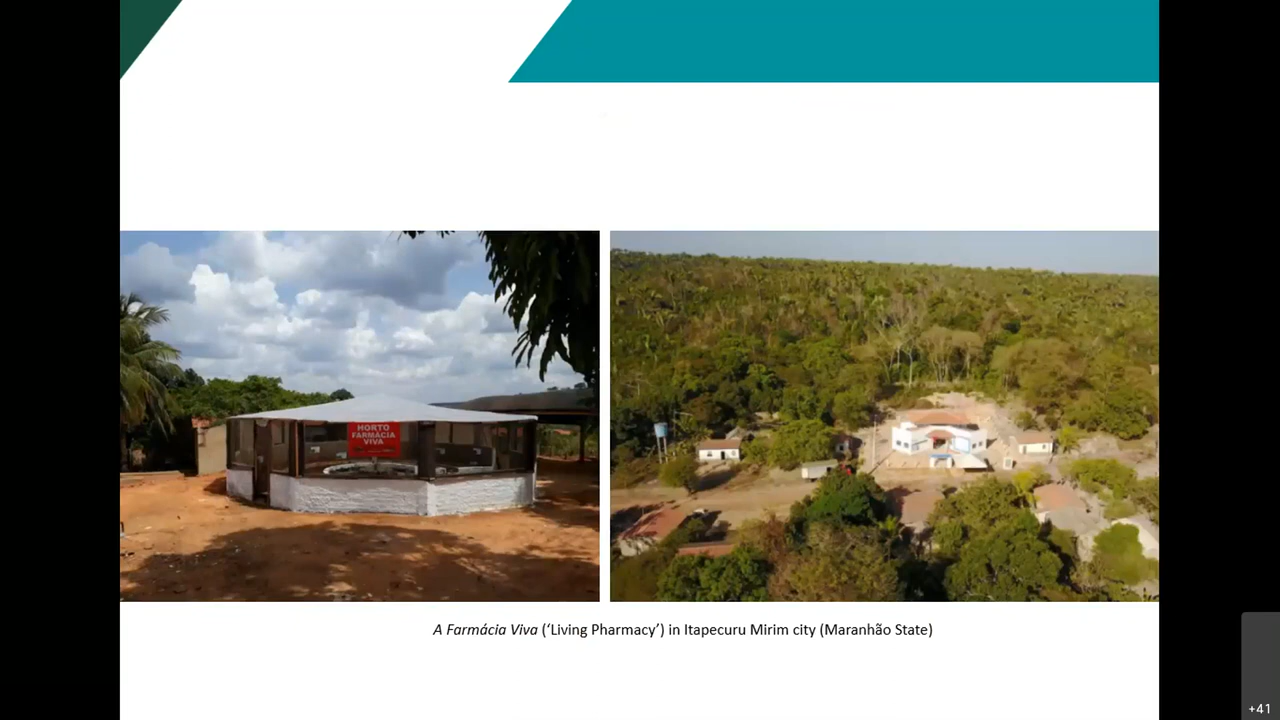 HORTO
FARMÁCIA
VIVA
A Farmácia Viva (‘Living Pharmacy’) in Itapecuru Mirim city (Maranhão State)
+41